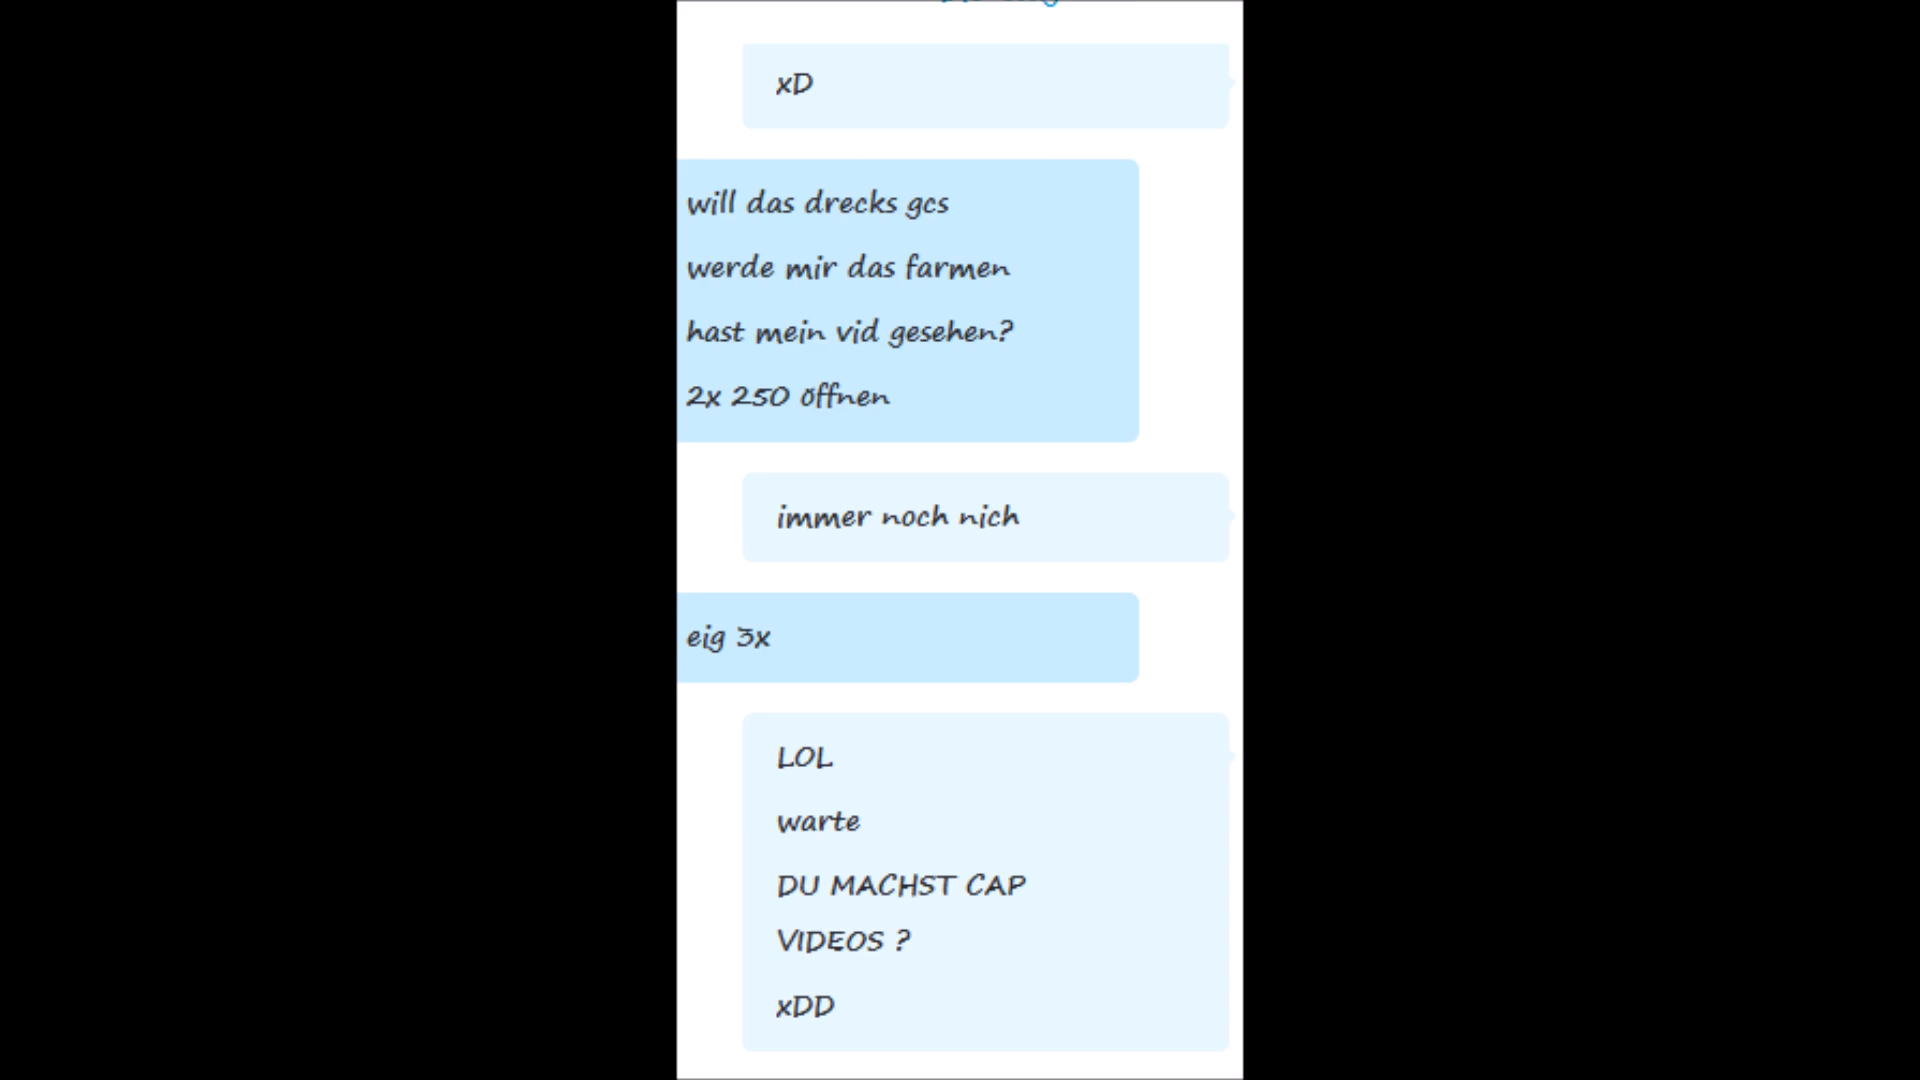 xD
will das drecks gcs
werde mir das farmen
hast mein vid gesehen?
2x 250 öffnen
immer noch nich
eig 3x
LOL
warte
DU MACHST CAP
VIDEOS ?
xDD